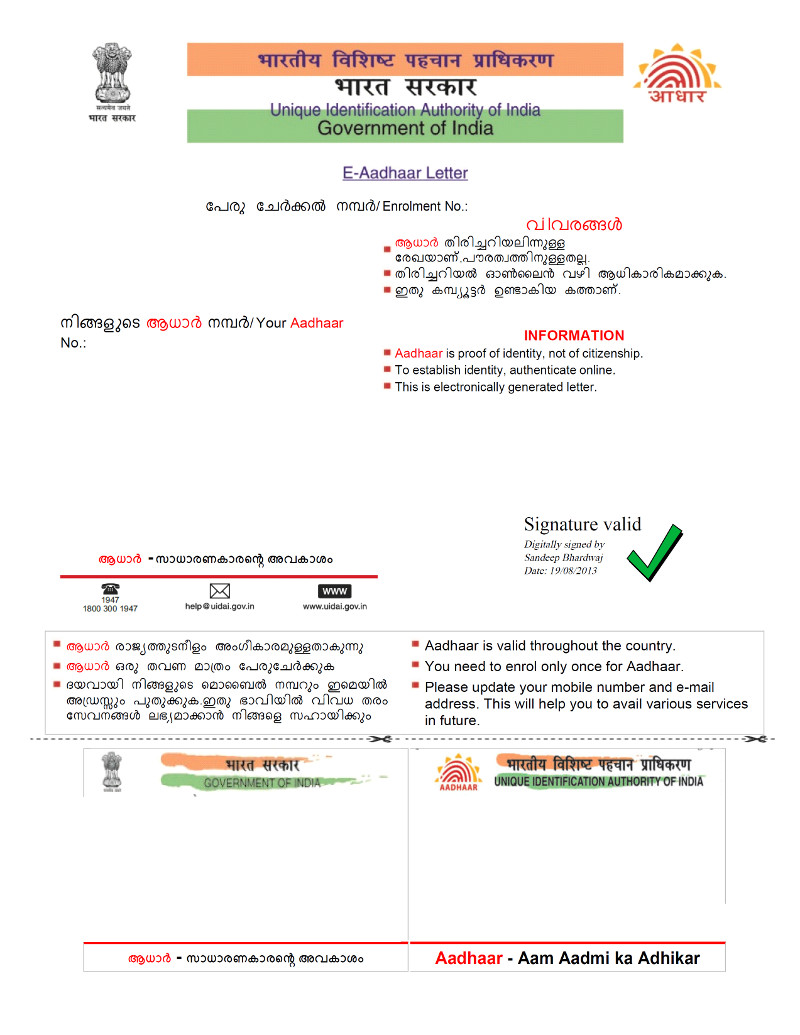 भारतीय विशिष्ट पहचान प्राधिकरण
भारत सरकार
Unique Identification Authority of India
Government of India
सत्यमेव जयते
भारत सरकार
आधार
E-Aadhaar Letter
പേരു ചേർക്കൽ നമ്പർ/ Enrolment No.:
വിവരങ്ങൾ
ആധാർ തിരിച്ചറിയലിന്നുള്ള
രേഖയാണ്.പൗരത്വത്തിനുള്ളതല്ല.
തിരിച്ചറിയൽ ഓൺലൈൻ വഴി ആധികാരികമാക്കുക.
ഇതു കമ്പ്യൂട്ടർ ഉണ്ടാകിയ കത്താണ്.
നിങ്ങളുടെ ആധാർ നമ്പർ/ Your Aadhaar
No.:
INFORMATION
Aadhaar is proof of identity, not of citizenship.
To establish identity, authenticate online.
This is electronically generated letter.
Signature valid
Digitally signed by
Sandeep Bhardwaj
Date: 19/08/2013
ആധാർ - സാധാരണകാരന്റെ അവകാശം
1947
1800 300 1947
help@uidai.gov.in
WWW
www.uidai.gov.in
ആധാർ രാജ്യത്തുടനീളം അംഗീകാരമുള്ളതാകുന്നു
ആധാർ ഒരു തവണ മാത്രം പേരുചേർക്കുക
ദയവായി നിങ്ങളുടെ മൊബൈൽ നമ്പറും ഇമെയിൽ
അഡ്രസ്സും പുതുക്കുക.ഇതു ഭാവിയിൽ വിവധ തരം
സേവനങ്ങൾ ലഭ്യമാക്കാൻ നിങ്ങളെ സഹായിക്കും
Aadhaar is valid throughout the country.
You need to enrol only once for Aadhaar.
Please update your mobile number and e-mail
address. This will help you to avail various services
in future.
भारत सरकार
GOVERNMENT OF INDIA
ആധാർ - സാധാരണകാരന്റെ അവകാശം
AADHAAR
भारतीय विशिष्ट पहचान प्राधिकरण
UNIQUE IDENTIFICATION AUTHORITY OF INDIA
Aadhaar - Aam Aadmi ka Adhikar